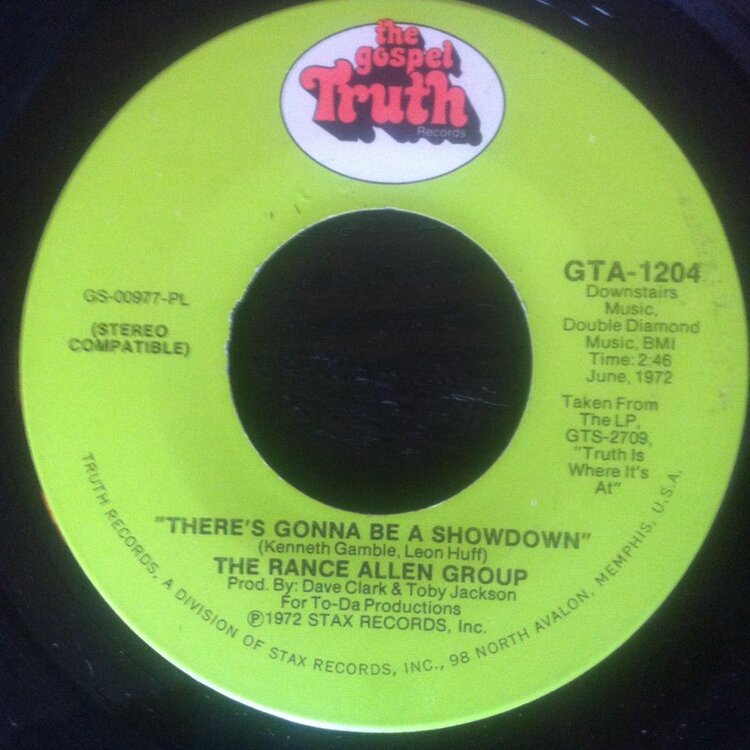 the
gospel
Truth
Records
GS-00977-PL
(STEREO
COMPATIBLE)
GTA-1204
Downstairs
Music,
Double Diamond
Music, BMI
Time: 2:46
June, 1972
Taken From
The LP,
GTS-2709,
"Truth Is
Where It's
At"
"THERE'S GONNA BE A SHOWDOWN"
(Kenneth Gamble, Leon Huff)
THE RANCE ALLEN GROUP
Prod. By: Dave Clark & Toby Jackson
For To-Da Productions
℗1972 STAX RECORDS, Inc.
TRUTH RECORDS, A DIVISION OF STAX RECORDS, INC., 98 NORTH AVALON, MEMPHIS, U.S.A.